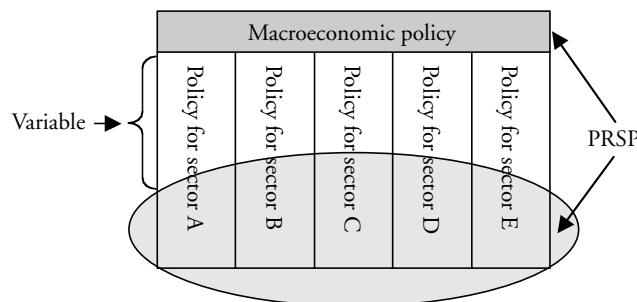 Macroeconomic policy
Variable
Policy for sector A
Policy for sector B
Policy for sector C
Policy for sector D
Policy for sector E
PRSP